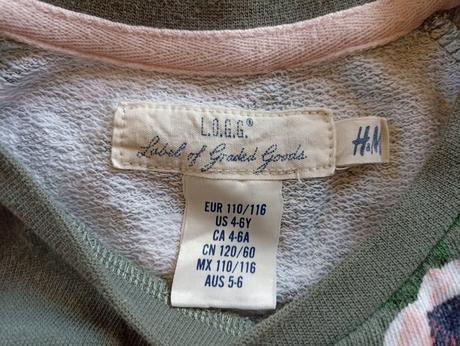 L.O.G.G.®
Label of Graded Goods
H&M
EUR 110/116
US 4-6Y
CA 4-6A
CN 120/60
MX 110/116
AUS 5-6